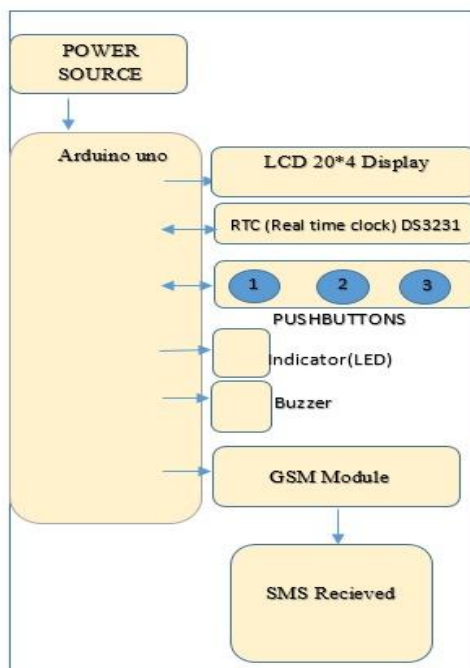 POWER
SOURCE
Arduino uno
LCD 20*4 Display
RTC (Real time clock) DS3231
1 2 3
PUSHBUTTONS
Indicator(LED)
Buzzer
GSM Module
SMS Recieved